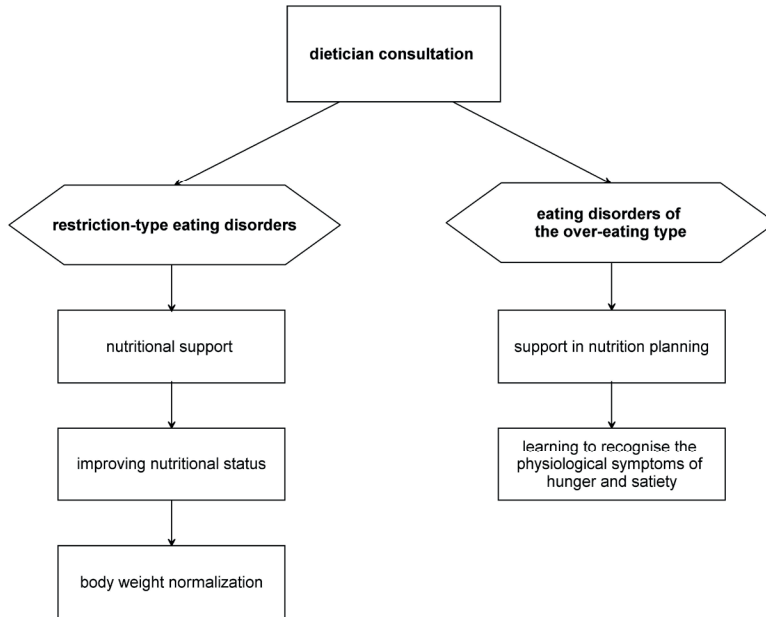 dietician consultation
restriction-type eating disorders
eating disorders of
the over-eating type
nutritional support
support in nutrition planning
improving nutritional status
learning to recognise the
physiological symptoms of
hunger and satiety
body weight normalization